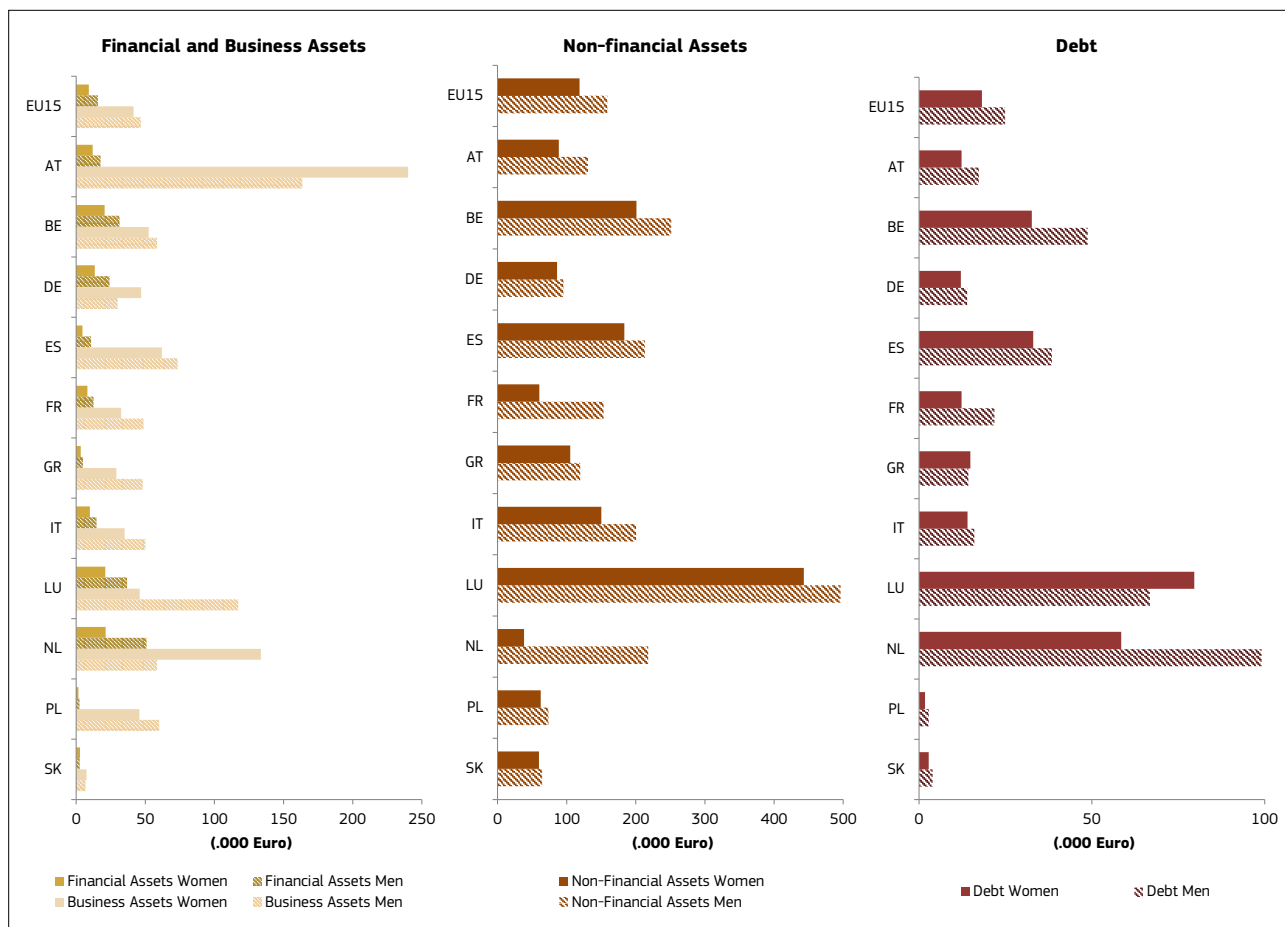 Financial and Business Assets
EU15
AT
BE
DE
ES
FR
GR
IT
LU
NL
PL
SK
0 50 100 150 200 250
(.000 Euro)
Financial Assets Women Financial Assets Men
Business Assets Women Business Assets Men
Non-financial Assets
EU15
AT
BE
DE
ES
FR
GR
IT
LU
NL
PL
SK
0 100 200 300 400 500
(.000 Euro)
Non-Financial Assets Women
Non-Financial Assets Men
Debt
EU15
AT
BE
DE
ES
FR
GR
IT
LU
NL
PL
SK
0 50 100
(.000 Euro)
Debt Women Debt Men